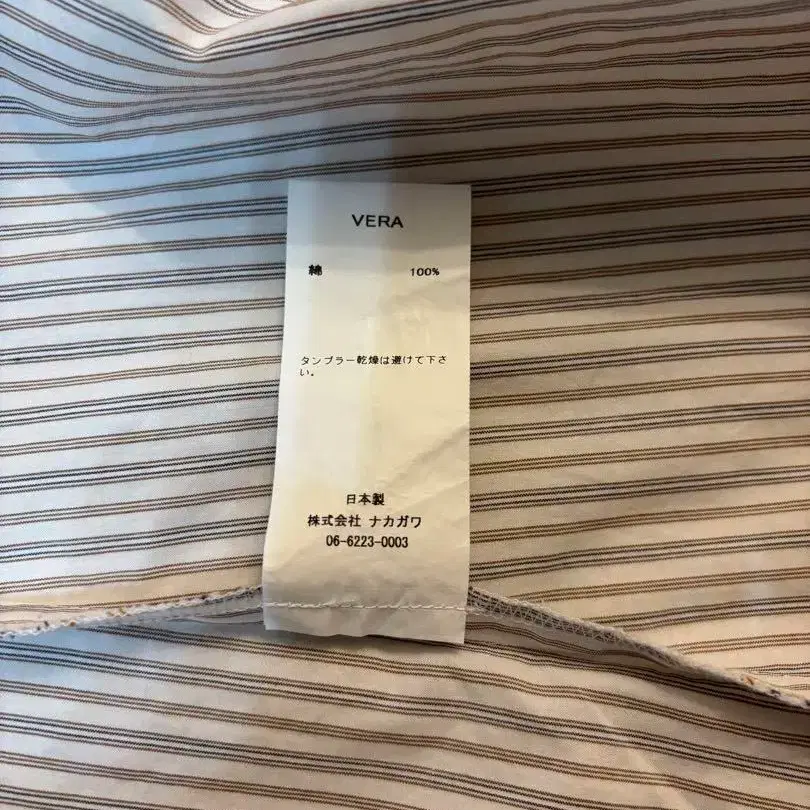 VERA
綿 100%
タンブラー乾燥は避けて下さ
い。
日本製
株式会社 ナカガワ
06-6223-0003